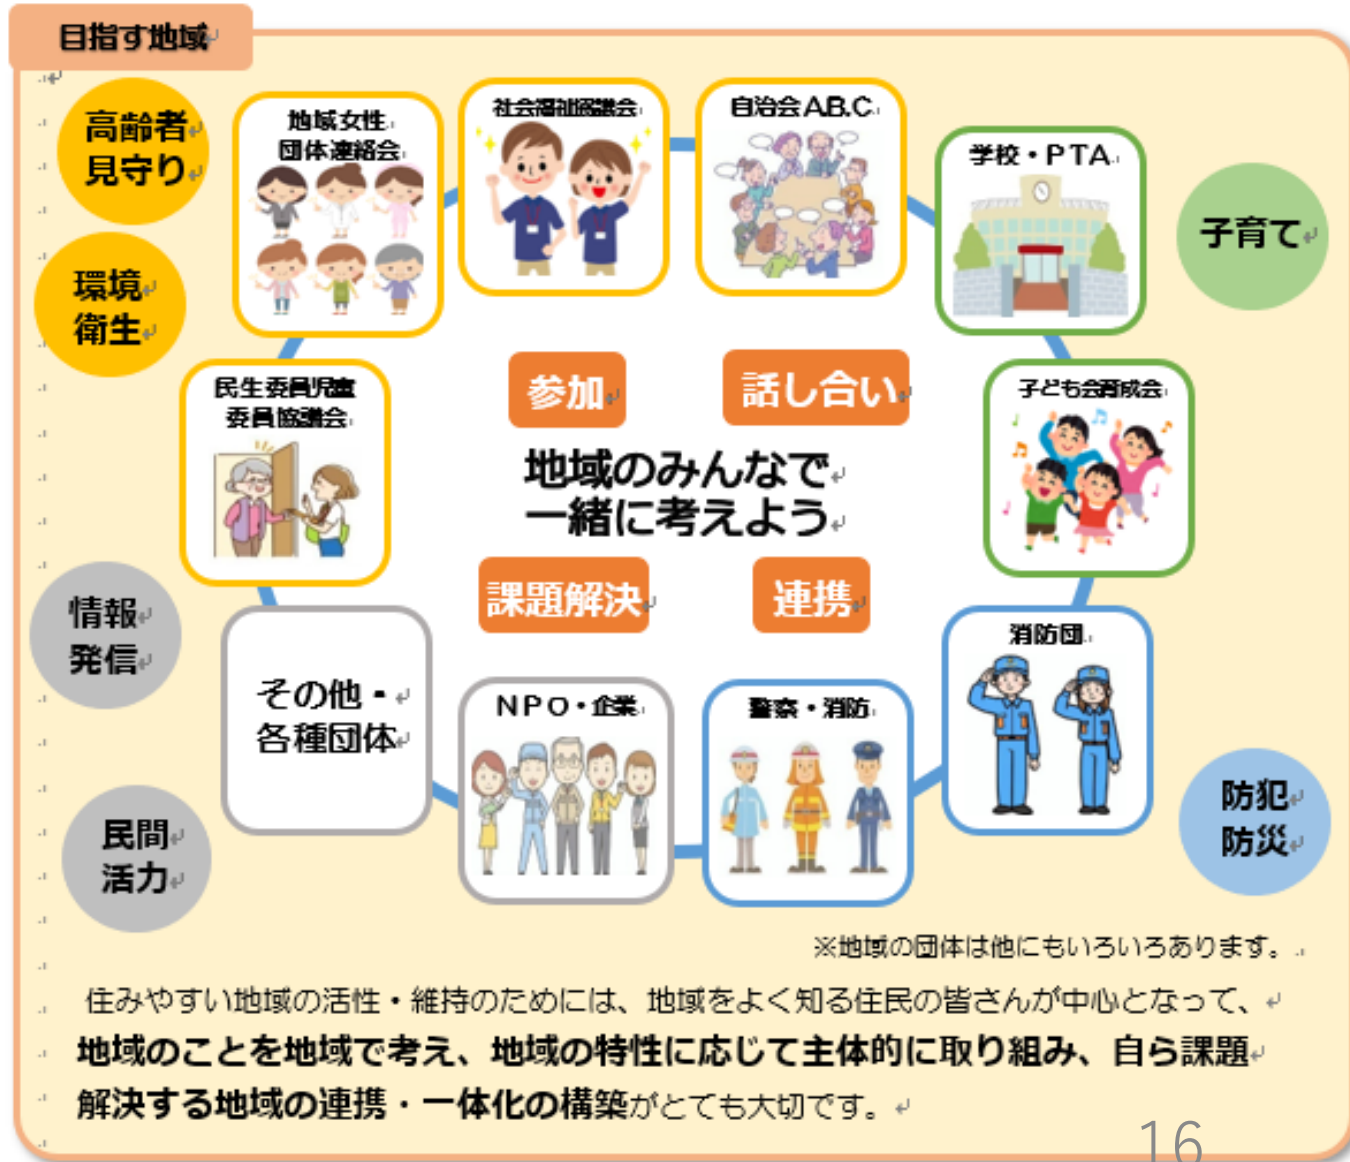 目指す地域
高齢者
見守り
環境
衛生
地域女性
団体連絡会
社会福祉協議会
自治会A.B.C
学校・PTA
子育て
民生委員児童
委員協議会
参加
話し合い
子ども会育成会
地域のみんなで
一緒に考えよう
課題解決
連携
情報
発信
その他・
各種団体
NPO・企業
警察・消防
消防団
民間
活力
防犯
防災
※地域の団体は他にもいろいろあります。
住みやすい地域の活性・維持のためには、地域をよく知る住民の皆さんが中心となって、
地域のことを地域で考え、地域の特性に応じて主体的に取り組み、自ら課題
解決する地域の連携・一体化の構築がとても大切です。
16